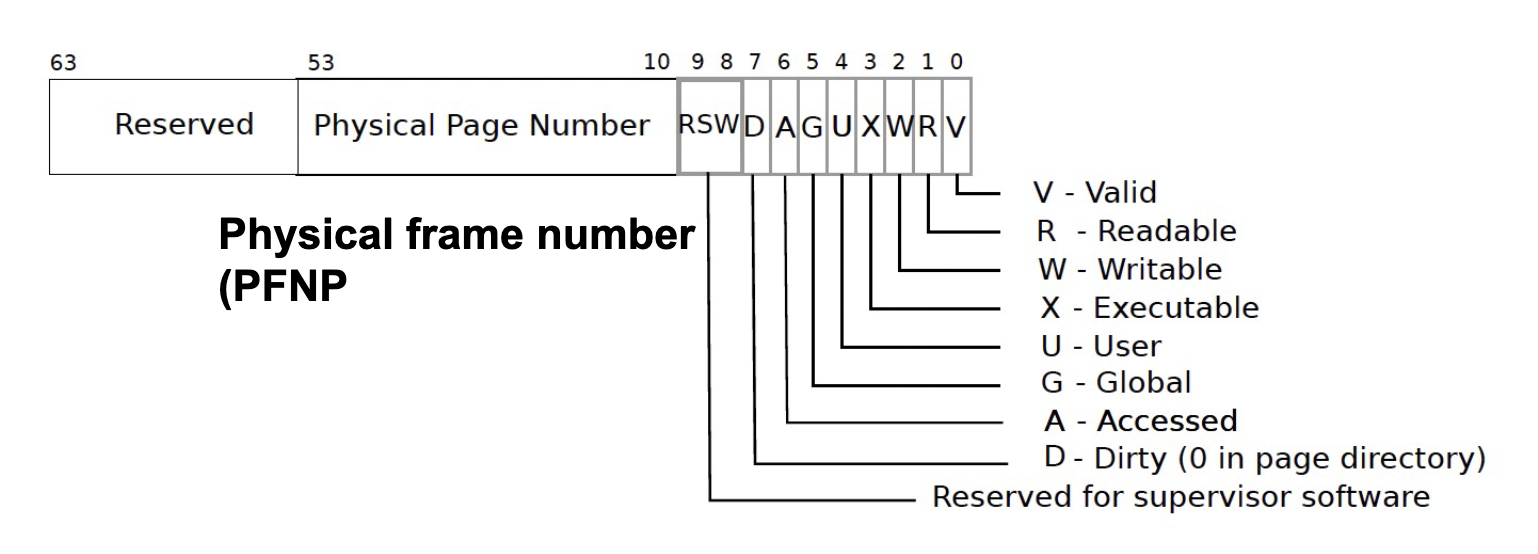 63 53 10 9 8 7 6 5 4 3 2 1 0
Reserved Physical Page Number RSW D A G U X W R V
V - Valid
Physical frame number
R - Readable
W - Writable
(PFNP
X - Executable
U - User
G - Global
A - Accessed
D - Dirty (0 in page directory)
Reserved for supervisor software